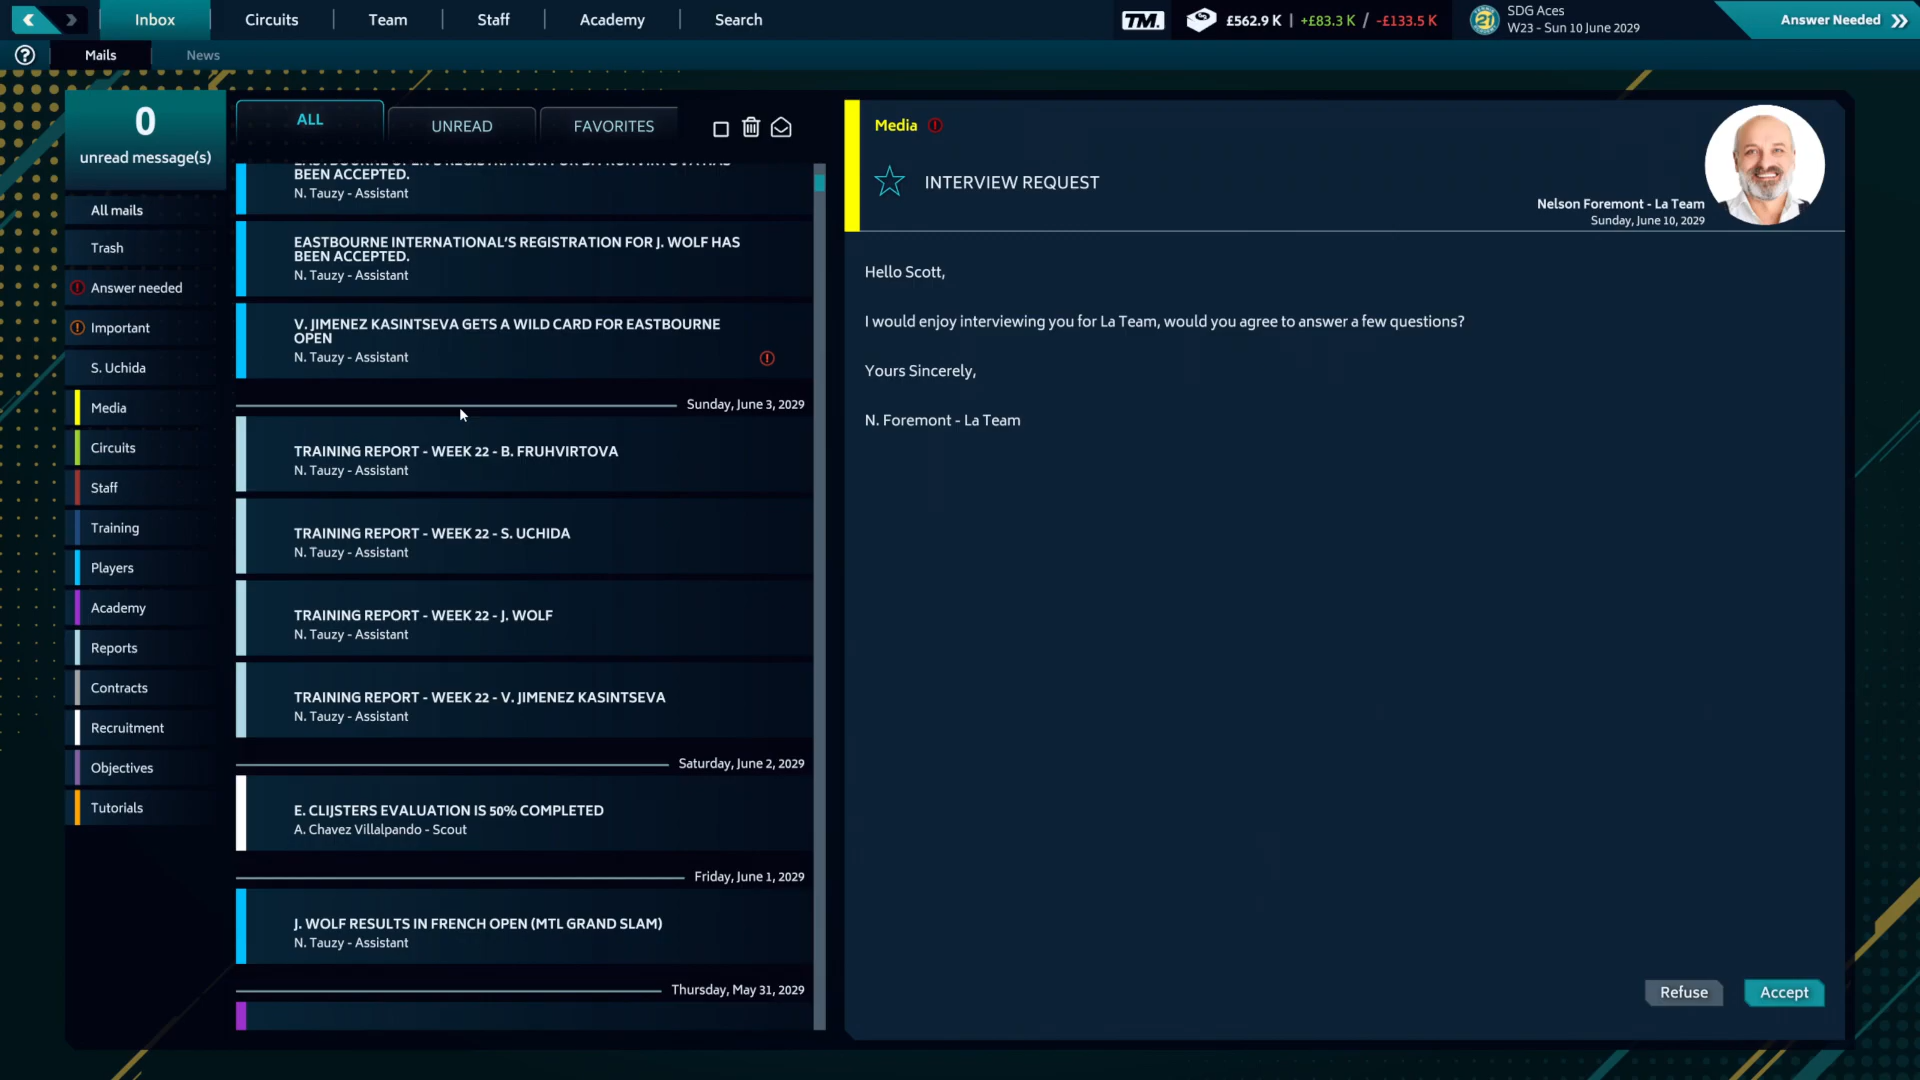 Inbox
Circuits
Team
Staff
Academy
Search
TM.
£562.9 K | +£83.3 K / -£133.5 K
21
SDG Aces
W23 - Sun 10 June 2029
Answer Needed
?
Mails
News
0
unread message(s)
All mails
Trash
Answer needed
Important
S. Uchida
Media
Circuits
Staff
Training
Players
Academy
Reports
Contracts
Recruitment
Objectives
Tutorials
ALL
UNREAD
FAVORITES
EASTBOURNE OPEN'S REGISTRATION FOR B. FRUHVIRTOVA HAS
BEEN ACCEPTED.
N. Tauzy - Assistant
EASTBOURNE INTERNATIONAL'S REGISTRATION FOR J. WOLF HAS
BEEN ACCEPTED.
N. Tauzy - Assistant
V. JIMENEZ KASINTSEVA GETS A WILD CARD FOR EASTBOURNE
OPEN
N. Tauzy - Assistant
Sunday, June 3, 2029
TRAINING REPORT - WEEK 22 - B. FRUHVIRTOVA
N. Tauzy - Assistant
TRAINING REPORT - WEEK 22 - S. UCHIDA
N. Tauzy - Assistant
TRAINING REPORT - WEEK 22 - J. WOLF
N. Tauzy - Assistant
TRAINING REPORT - WEEK 22 - V. JIMENEZ KASINTSEVA
N. Tauzy - Assistant
Saturday, June 2, 2029
E. CLIJSTERS EVALUATION IS 50% COMPLETED
A. Chavez Villalpando - Scout
Friday, June 1, 2029
J. WOLF RESULTS IN FRENCH OPEN (MTL GRAND SLAM)
N. Tauzy - Assistant
Thursday, May 31, 2029
Media
INTERVIEW REQUEST
Nelson Foremont - La Team
Sunday, June 10, 2029
Hello Scott,
I would enjoy interviewing you for La Team, would you agree to answer a few questions?
Yours Sincerely,
N. Foremont - La Team
Refuse
Accept